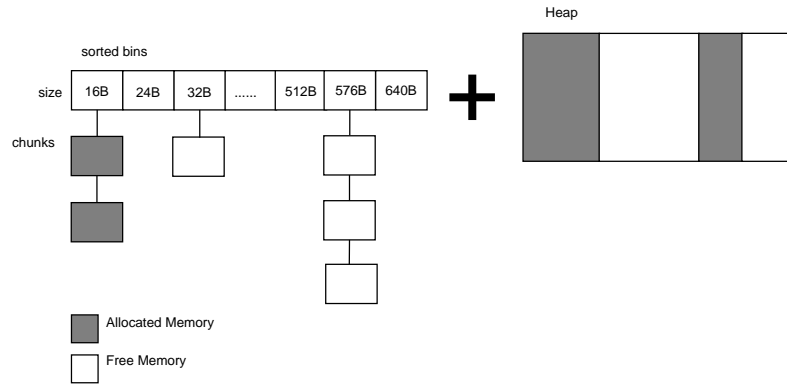 Heap
sorted bins
size 16B 24B 32B ...... 512B 576B 640B
chunks
Allocated Memory
Free Memory